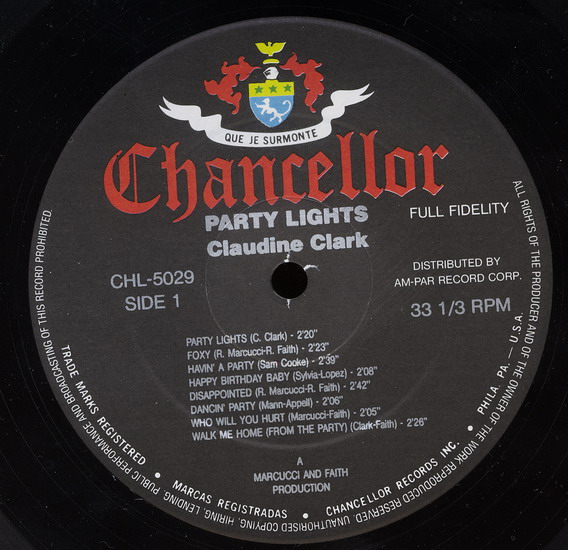 QUE JE SURMONTE
Chancellor
PARTY LIGHTS
Claudine Clark
FULL FIDELITY
CHL-5029
SIDE 1
DISTRIBUTED BY
AM-PAR RECORD CORP.
33 1/3 RPM
PARTY LIGHTS (C. Clark) - 2'20"
FOXY (R. Marcucci-R. Faith) - 2'23"
HAVIN' A PARTY (Sam Cooke) - 2'39"
HAPPY BIRTHDAY BABY (Sylvia-Lopez) - 2'08"
DISAPPOINTED (R. Marcucci-R. Faith) - 2'42"
DANCIN' PARTY (Mann-Appell) - 2'06"
WHO WILL YOU HURT (Marcucci-Faith) - 2'05"
WALK ME HOME (FROM THE PARTY) (Clark-Faith) - 2'26"
A
MARCUCCI AND FAITH
PRODUCTION
TRADE MARKS REGISTERED • MARCAS REGISTRADAS • CHANCELLOR RECORDS INC. • PHILA. PA. — U.S.A.
ALL RIGHTS OF THE PRODUCER AND OF THE OWNER OF THE WORK REPRODUCED RESERVED. UNAUTHORISED COPYING, HIRING, LENDING, PUBLIC PERFORMANCE AND BROADCASTING OF THIS RECORD PROHIBITED.